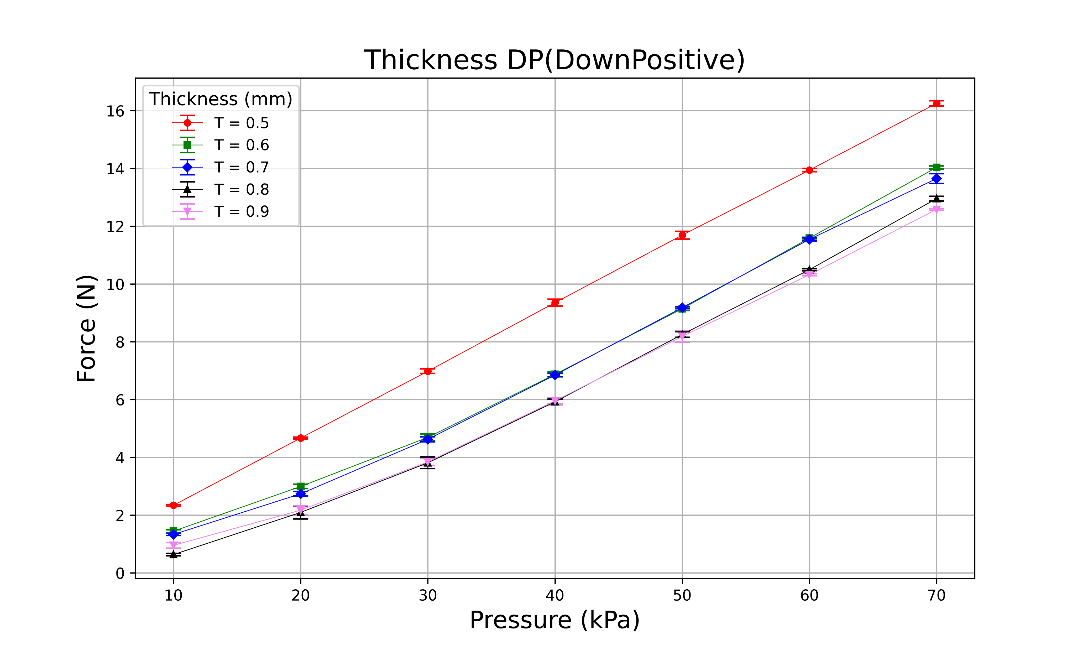 Thickness DP(DownPositive)
Thickness (mm)
T = 0.5
T = 0.6
T = 0.7
T = 0.8
T = 0.9
Force (N)
16
14
12
10
8
6
4
2
0
10 20 30 40 50 60 70
Pressure (kPa)